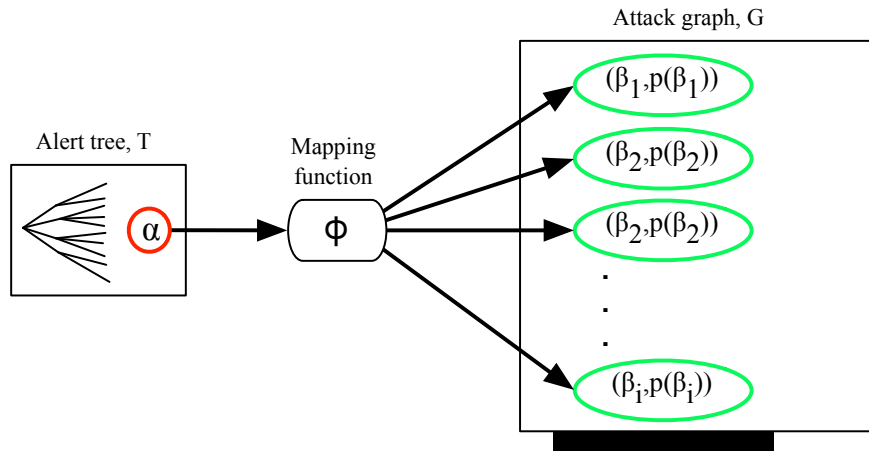 Attack graph, G
(β1,p(β1))
(β2,p(β2))
(β2,p(β2))
.
.
.
(βi,p(βi))
Alert tree, T
α
Mapping
function
ϕ